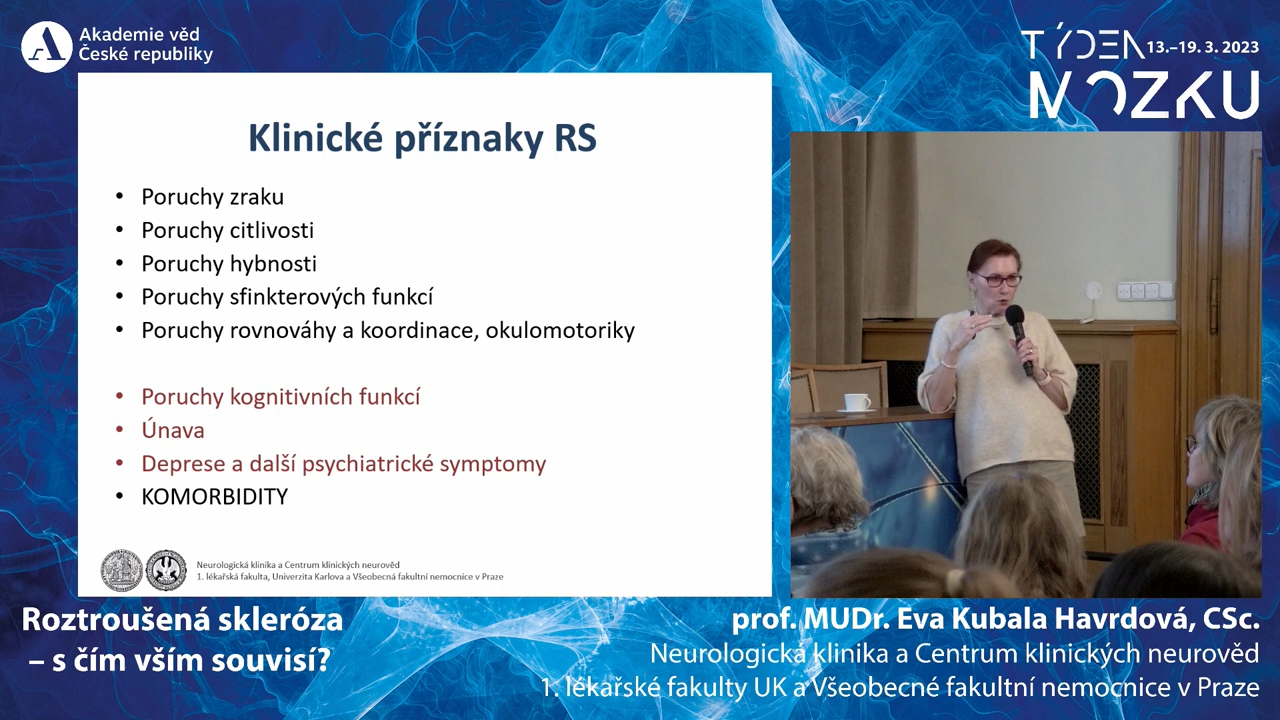 Akademie věd
České republiky
TÝDEN 13.–19. 3. 2023
MOZKU
Klinické příznaky RS
• Poruchy zraku
• Poruchy citlivosti
• Poruchy hybnosti
• Poruchy sfinkterových funkcí
• Poruchy rovnováhy a koordinace, okulomotoriky
• Poruchy kognitivních funkcí
• Únava
• Deprese a další psychiatrické symptomy
• KOMORBIDITY
Neurologická klinika a Centrum klinických neurověd
1. lékařská fakulta, Univerzita Karlova a Všeobecná fakultní nemocnice v Praze
Roztroušená skleróza
– s čím vším souvisí?
prof. MUDr. Eva Kubala Havrdová, CSc.
Neurologická klinika a Centrum klinických neurověd
1. lékařské fakulty UK a Všeobecné fakultní nemocnice v Praze